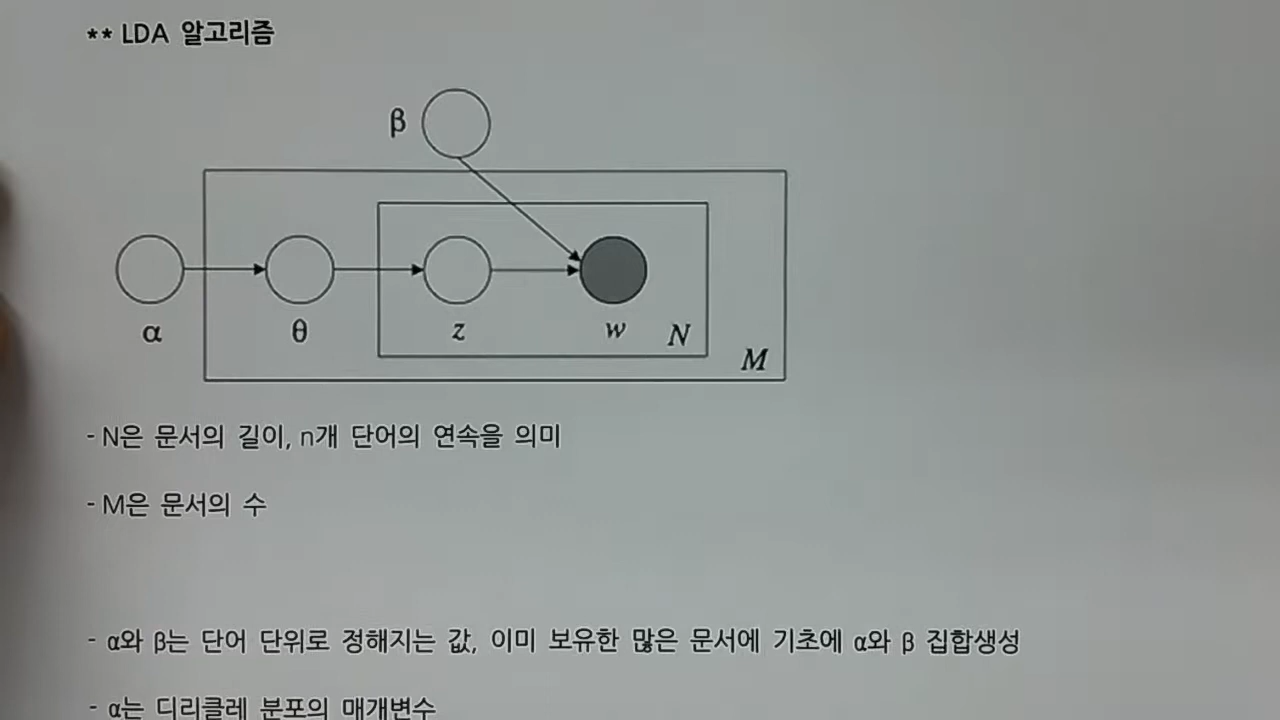 ** LDA 알고리즘
β
α
θ
z
w
N
M
- N은 문서의 길이, n개 단어의 연속을 의미
- M은 문서의 수
- α와 β는 단어 단위로 정해지는 값, 이미 보유한 많은 문서에 기초에 α와 β 집합생성
- α는 디리클레 분포의 매개변수